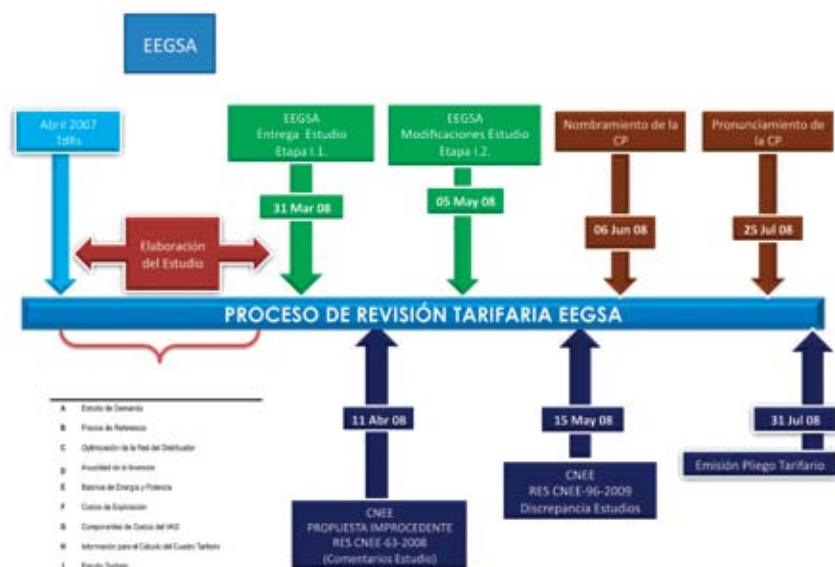 EEGSA
Abril 2007
TdRs
EEGSA
Entrega Estudio
Etapa I.1.
EEGSA
Modificaciones Estudio
Etapa I.2.
Nombramiento de la
CP
Pronunciamiento de
la CP
31 Mar 08
05 May 08
06 Jun 08
25 Jul 08
Elaboración
del Estudio
PROCESO DE REVISIÓN TARIFARIA EEGSA
11 Abr 08
15 May 08
31 Jul 08
Emisión Pliego Tarifario
CNEE
RES CNEE-96-2009
Discrepancia Estudios
CNEE
PROPUESTA IMPROCEDENTE
RES CNEE-63-2008
(Comentarios Estudio)
A Estudio de Demanda
B Precios de Referencia
C Optimización de la Red del Distribuidor
D Anualidad de la Inversión
E Balance de Energía y Potencia
F Costos de Explotación
G Componentes de Costos del VAD
H Información para el Cálculo del Cuadro Tarifario
I Estudio Tarifario